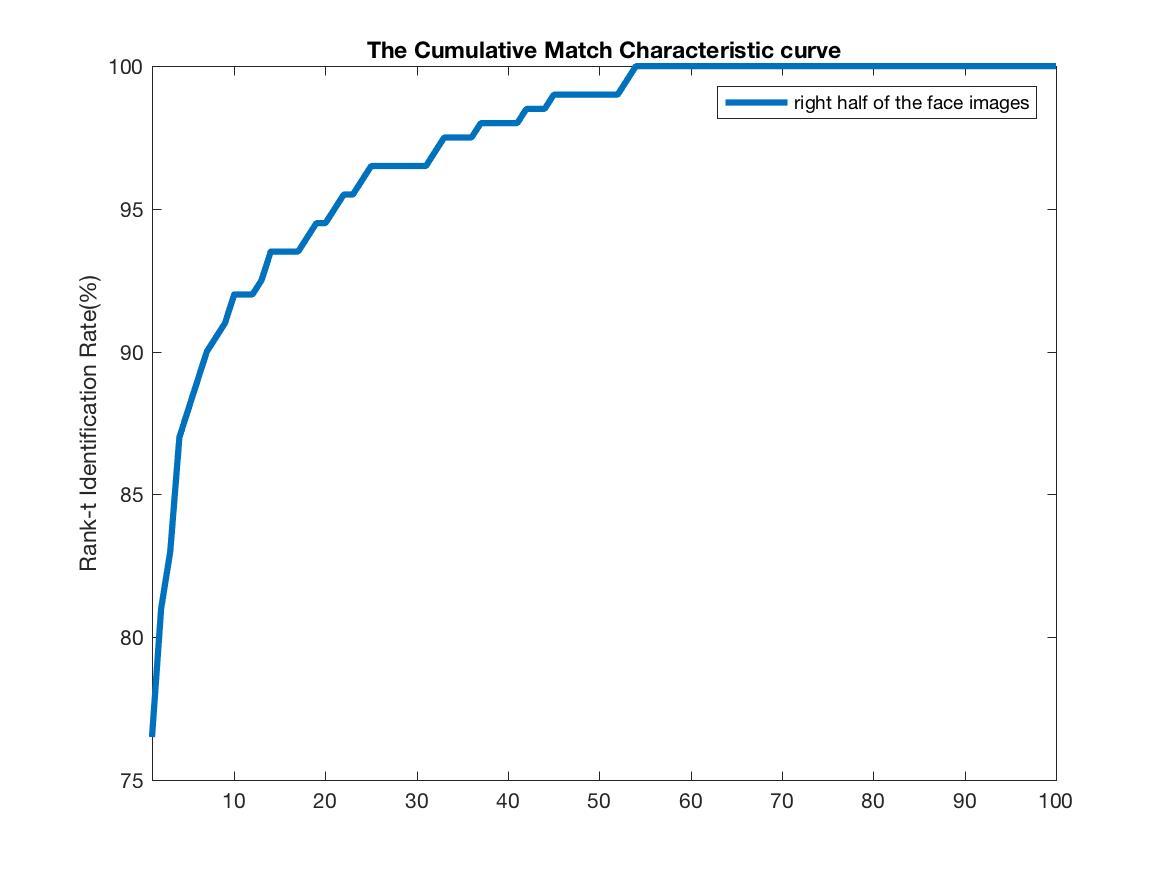 The Cumulative Match Characteristic curve
100
right half of the face images
95
90
85
80
75
Rank-t Identification Rate(%)
10 20 30 40 50 60 70 80 90 100